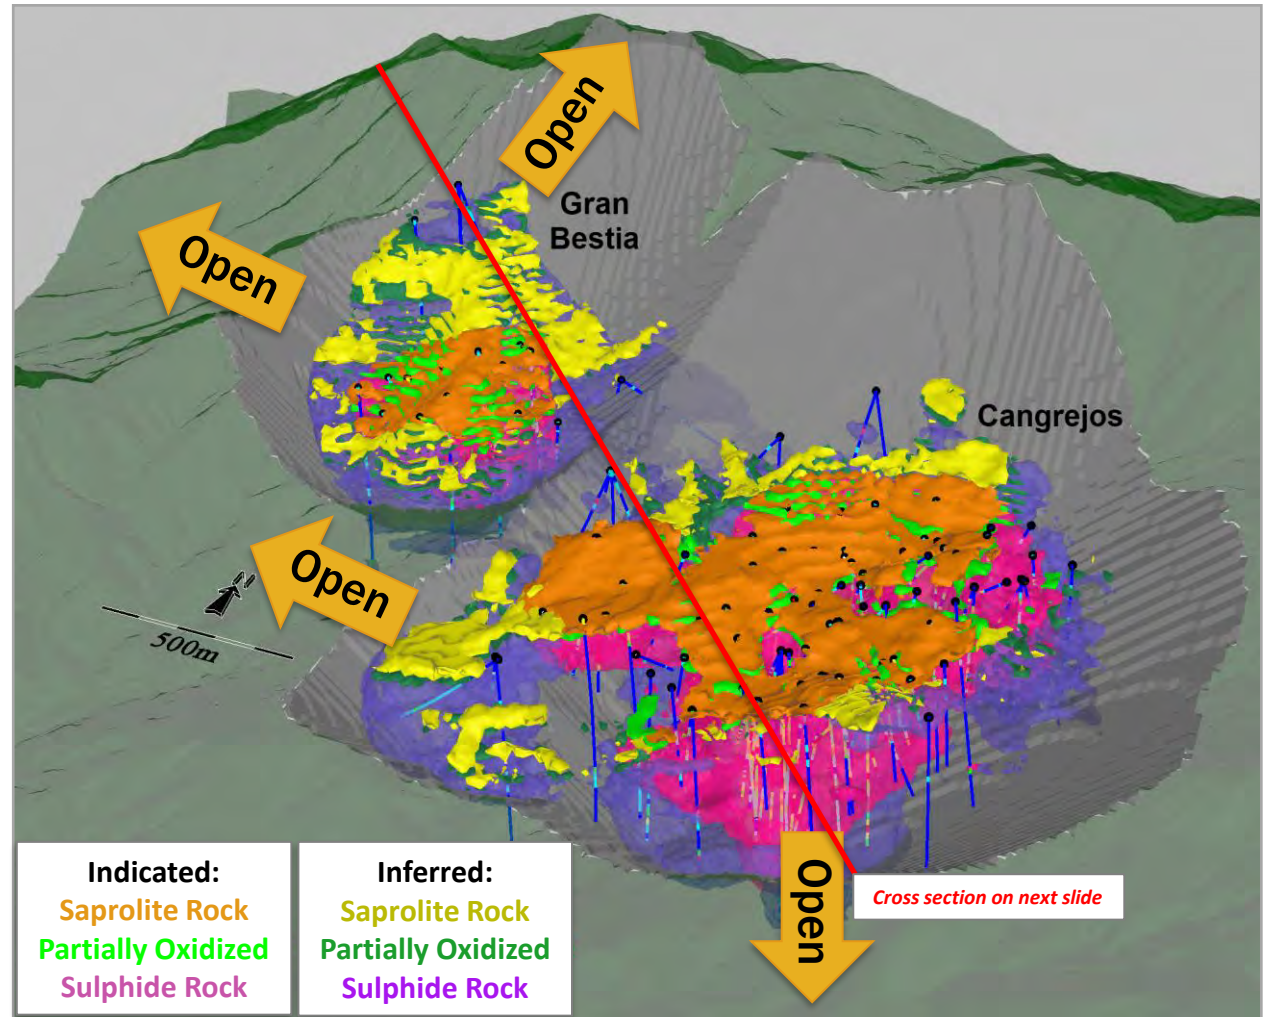 Open
Gran
Bestia
Open
Cangrejos
Open
500m
Open
Cross section on next slide
Indicated:
Saprolite Rock
Partially Oxidized
Sulphide Rock
Inferred:
Saprolite Rock
Partially Oxidized
Sulphide Rock